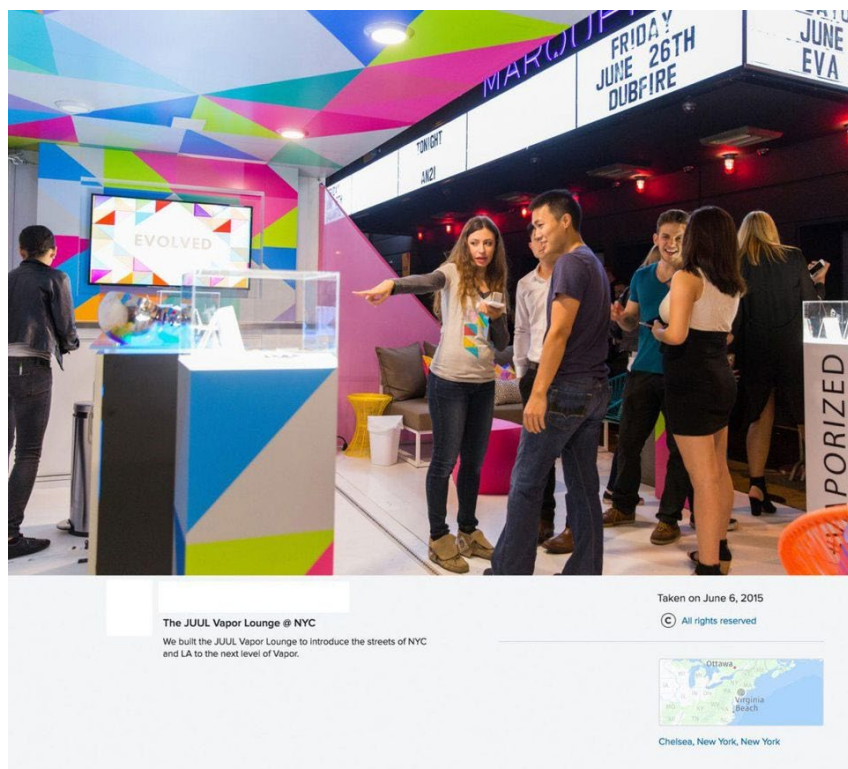 MARQUEE
FRIDAY
JUNE 26TH
DUBFIRE
JUNE
EVA
TONIGHT
AN21
EVOLVED
PORIZED
The JUUL Vapor Lounge @ NYC
We built the JUUL Vapor Lounge to introduce the streets of NYC
and LA to the next level of Vapor.
Taken on June 6, 2015
All rights reserved
Ottawa
Virginia
Beach
Chelsea, New York, New York